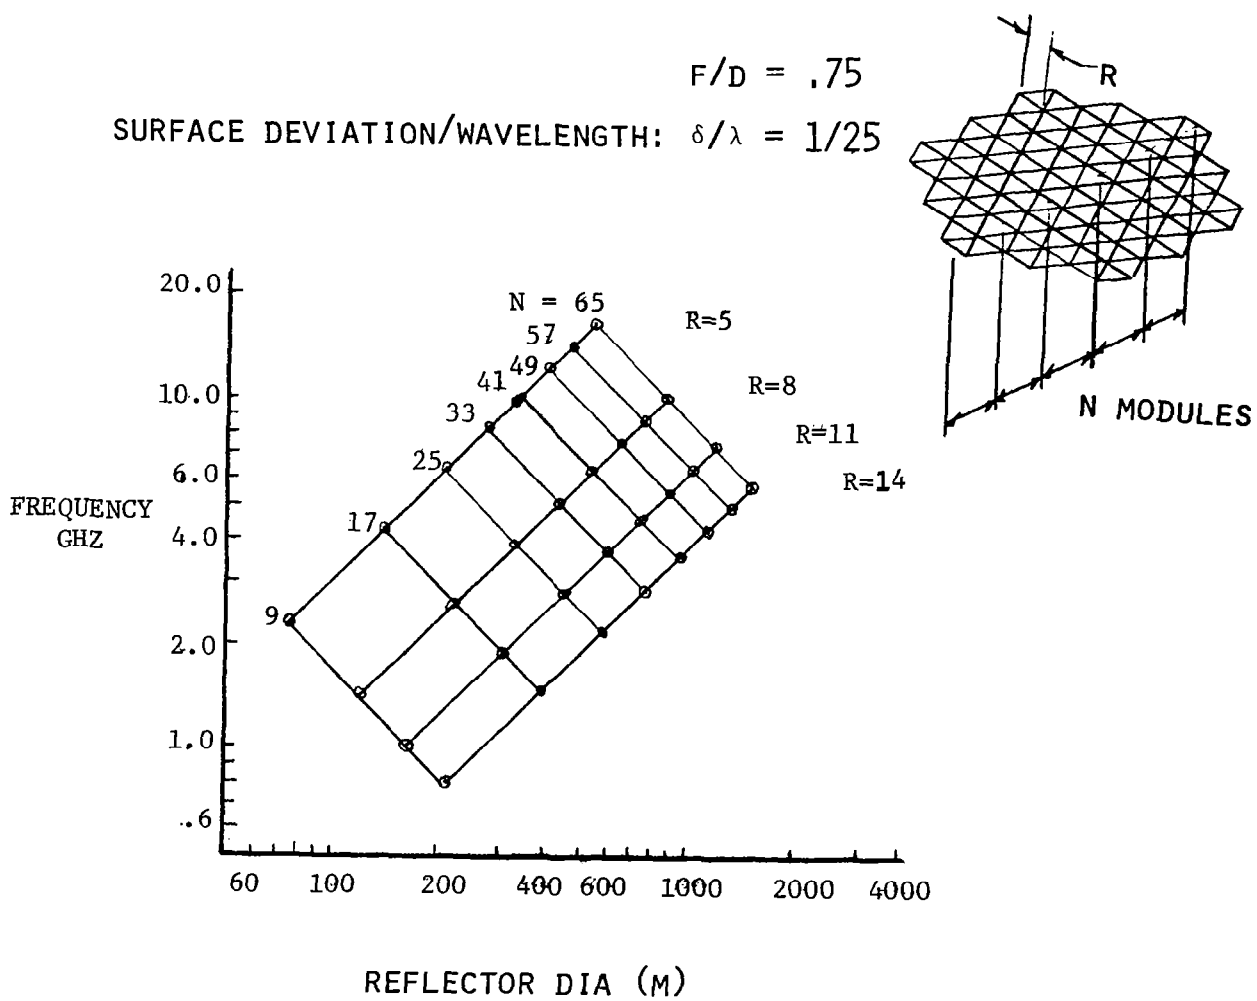 F/D = .75
SURFACE DEVIATION/WAVELENGTH: δ/λ = 1/25
R
N MODULES
20.0
10.0
6.0
4.0
2.0
1.0
.6
FREQUENCY
GHZ
N = 65
57
49
41
33
25
17
9
R=5
R=8
R=11
R=14
60 100 200 400 600 1000 2000 4000
REFLECTOR DIA (M)